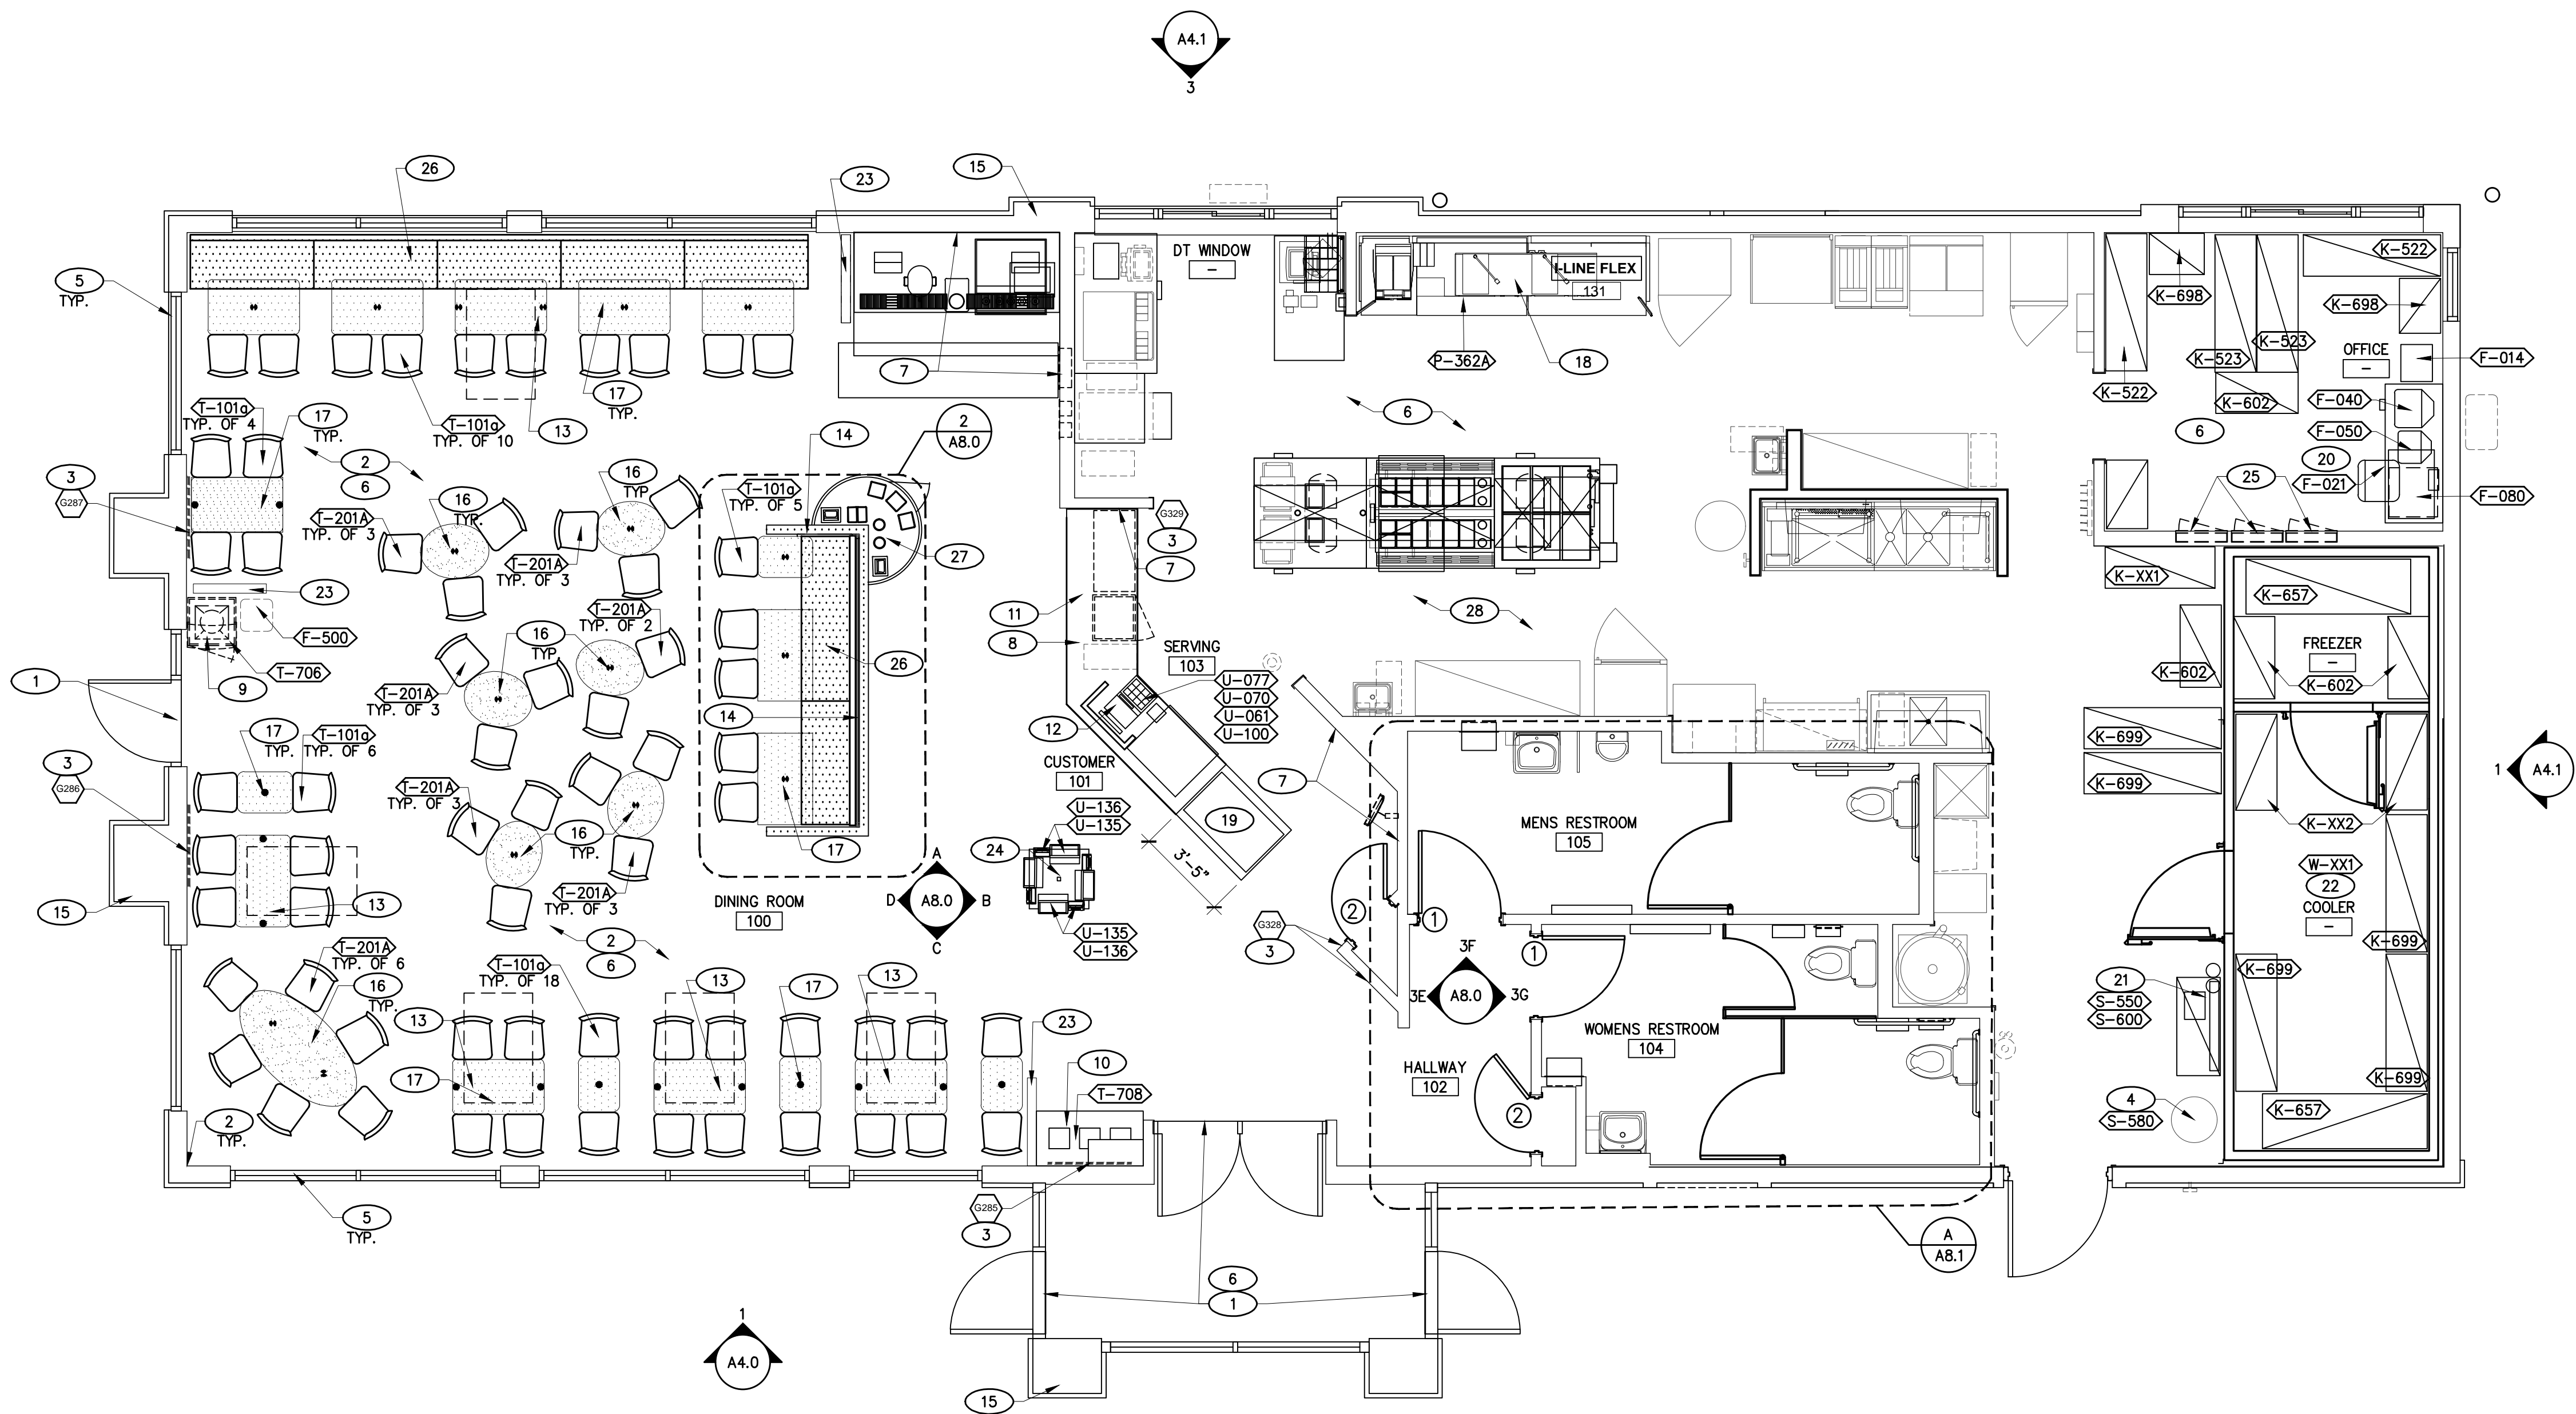 A4.1
3
26
23
15
5
TYP.
DT WINDOW
-
I-LINE FLEX
131
K-522
K-698
K-698
K-523
K-523
OFFICE
-
F-014
K-522
K-602
P-362A
18
7
17
TYP.
13
T-101a
TYP. OF 10
T-101a
TYP. OF 4
17
TYP.
14
2
A8.0
6
F-040
F-050
6
20
F-021
F-080
25
3
G287
2
6
16
TYP.
16
TYP.
T-201A
TYP. OF 3
T-201A
TYP. OF 3
T-101a
TYP. OF 5
27
G329
3
7
K-XX1
K-657
23
F-500
T-706
9
1
T-201A
TYP. OF 2
16
TYP.
T-201A
TYP. OF 3
26
14
11
8
SERVING
103
U-077
U-070
U-061
U-100
12
28
FREEZER
-
K-602
K-602
K-699
K-699
17
TYP.
T-101a
TYP. OF 6
3
G286
T-201A
TYP. OF 3
16
TYP.
T-201A
TYP. OF 3
17
CUSTOMER
101
U-136
U-135
24
19
3'-5"
7
MENS RESTROOM
105
K-XX2
W-XX1
22
COOLER
-
K-699
K-699
1
A4.1
15
13
DINING ROOM
100
A
D
A8.0
B
C
U-135
U-136
G328
3
2
1
1
3F
3E
A8.0
3G
2
6
T-201A
TYP. OF 6
16
TYP.
T-101a
TYP. OF 18
13
13
17
13
23
17
10
T-708
HALLWAY
102
WOMENS RESTROOM
104
2
21
S-550
S-600
4
S-580
K-699
K-657
2
TYP.
5
TYP.
G285
3
6
1
A
A8.1
1
A4.0
15